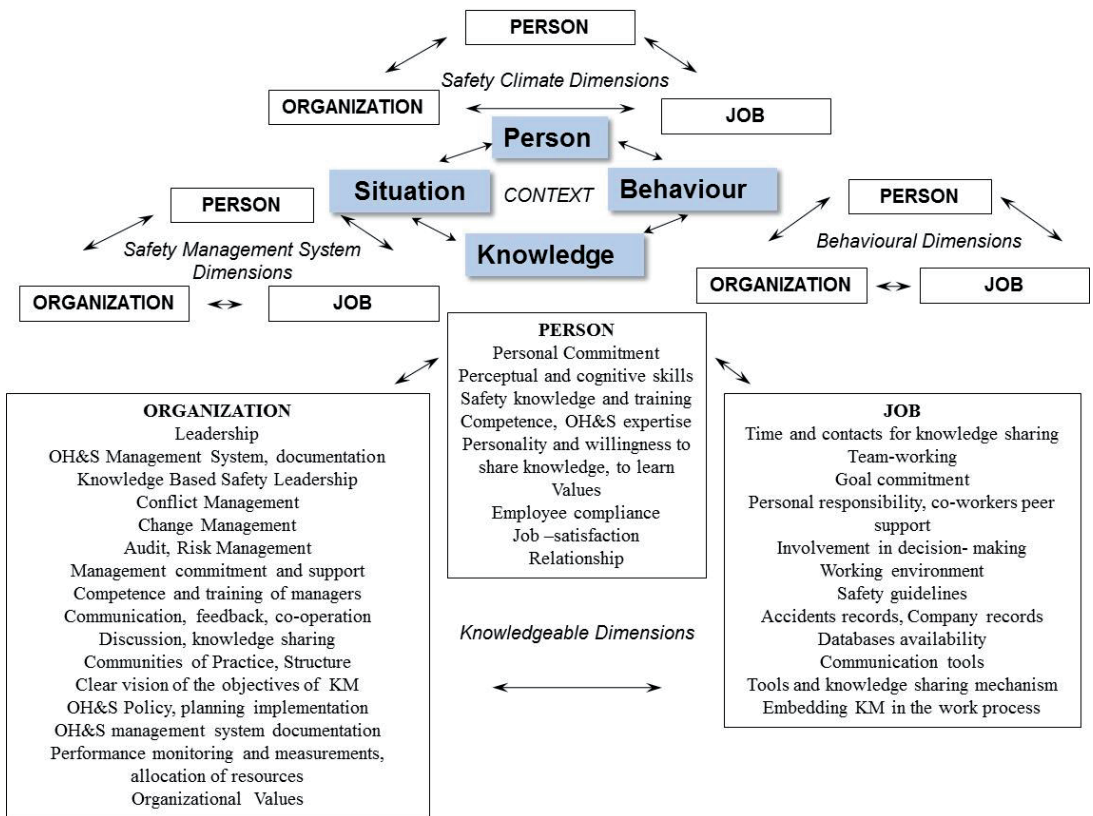 PERSON
Safety Climate Dimensions
ORGANIZATION
JOB
Person
Situation
CONTEXT
Behaviour
Knowledge
PERSON
Safety Management System
Dimensions
ORGANIZATION
JOB
PERSON
Behavioural Dimensions
ORGANIZATION
JOB
PERSON
Personal Commitment
Perceptual and cognitive skills
Safety knowledge and training
Competence, OH&S expertise
Personality and willingness to
share knowledge, to learn
Values
Employee compliance
Job –satisfaction
Relationship
ORGANIZATION
Leadership
OH&S Management System, documentation
Knowledge Based Safety Leadership
Conflict Management
Change Management
Audit, Risk Management
Management commitment and support
Competence and training of managers
Communication, feedback, co-operation
Discussion, knowledge sharing
Communities of Practice, Structure
Clear vision of the objectives of KM
OH&S Policy, planning implementation
OH&S management system documentation
Performance monitoring and measurements,
allocation of resources
Organizational Values
Knowledgeable Dimensions
JOB
Time and contacts for knowledge sharing
Team-working
Goal commitment
Personal responsibility, co-workers peer
support
Involvement in decision- making
Working environment
Safety guidelines
Accidents records, Company records
Databases availability
Communication tools
Tools and knowledge sharing mechanism
Embedding KM in the work process